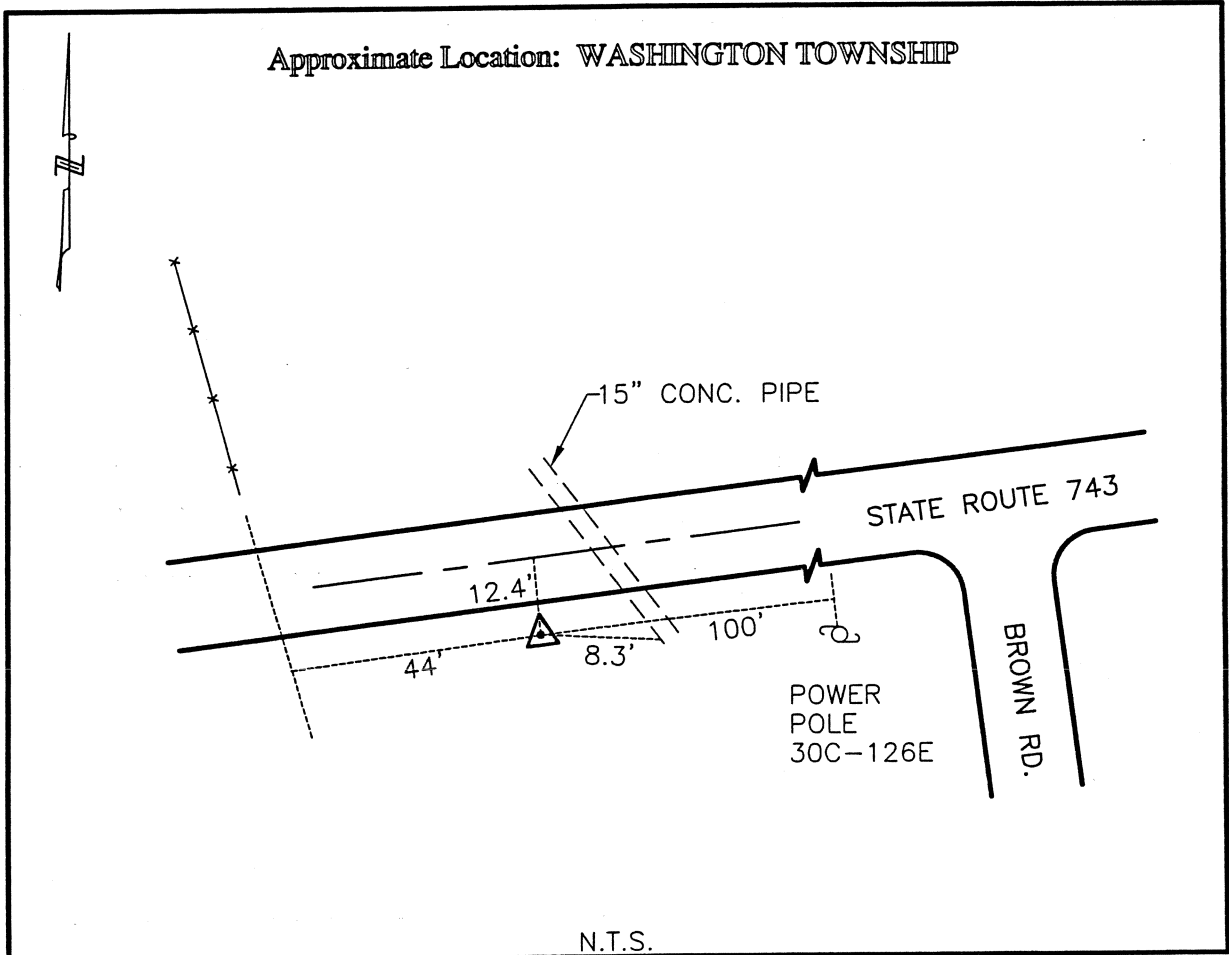 Approximate Location: WASHINGTON TOWNSHIP
N
15" CONC. PIPE
STATE ROUTE 743
12.4'
100'
8.3'
44'
BROWN RD.
POWER
POLE
30C-126E
N.T.S.